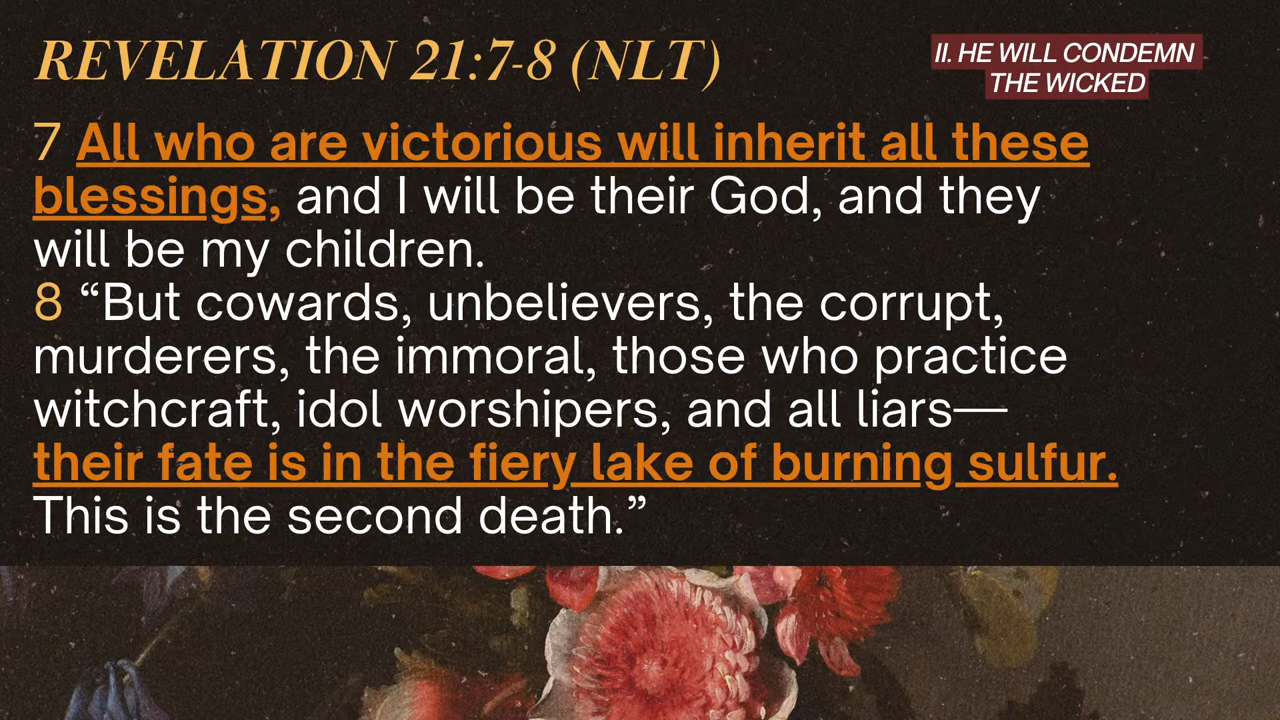 REVELATION 21:7-8 (NLT)
II. HE WILL CONDEMN
THE WICKED
7 All who are victorious will inherit all these
blessings, and I will be their God, and they
will be my children.
8 “But cowards, unbelievers, the corrupt,
murderers, the immoral, those who practice
witchcraft, idol worshipers, and all liars—
their fate is in the fiery lake of burning sulfur.
This is the second death.”